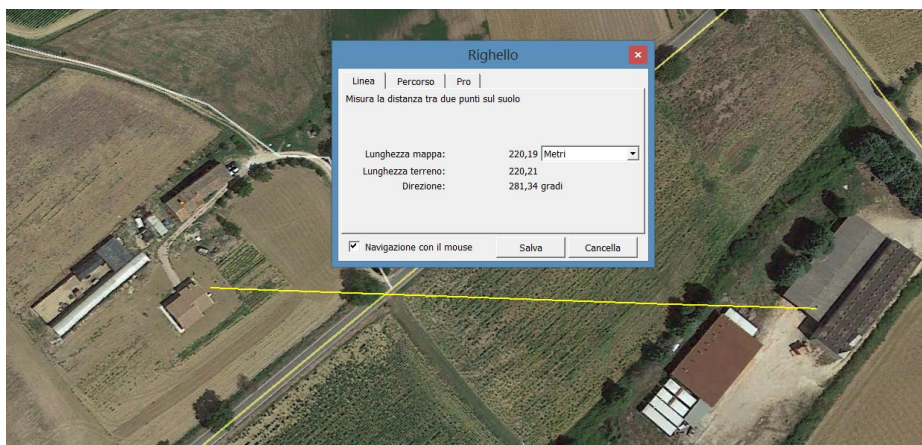 Righello
Linea Percorso Pro
Misura la distanza tra due punti sul suolo
Lunghezza mappa: 220,19 Metri
Lunghezza terreno: 220,21
Direzione: 281,34 gradi
Navigazione con il mouse Salva Cancella